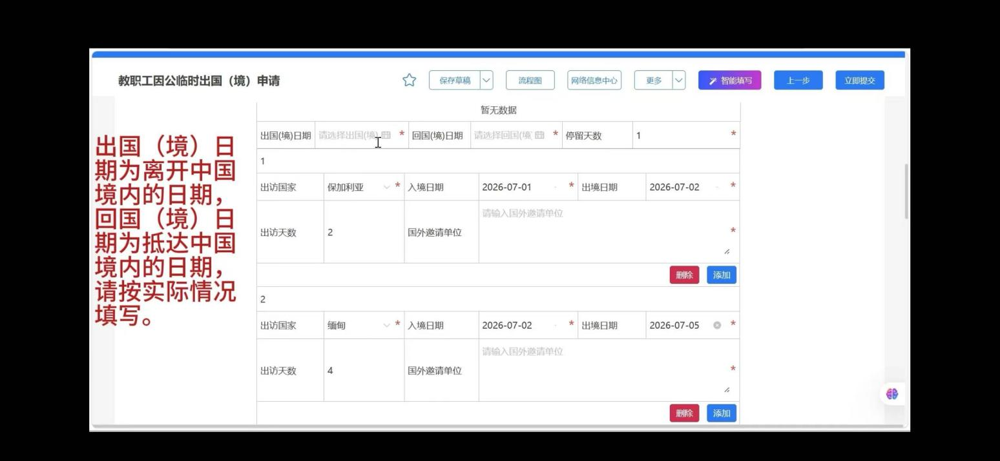 教职工因公临时出国（境）申请
保存草稿
流程图
网络信息中心
更多
智能填写
上一步
立即提交
暂无数据
出国(境)日期 请选择出国(境) * 回国(境)日期 请选择回国(境 * 停留天数 1 *
1
出访国家 保加利亚 * 入境日期 2026-07-01 * 出境日期 2026-07-02 *
出访天数 2 国外邀请单位 请输入国外邀请单位 *
删除 添加
2
出访国家 缅甸 * 入境日期 2026-07-02 * 出境日期 2026-07-05 *
出访天数 4 国外邀请单位 请输入国外邀请单位 *
删除 添加
出国（境）日
期为离开中国
境内的日期，
回国（境）日
期为抵达中国
境内的日期，
请按实际情况
填写。